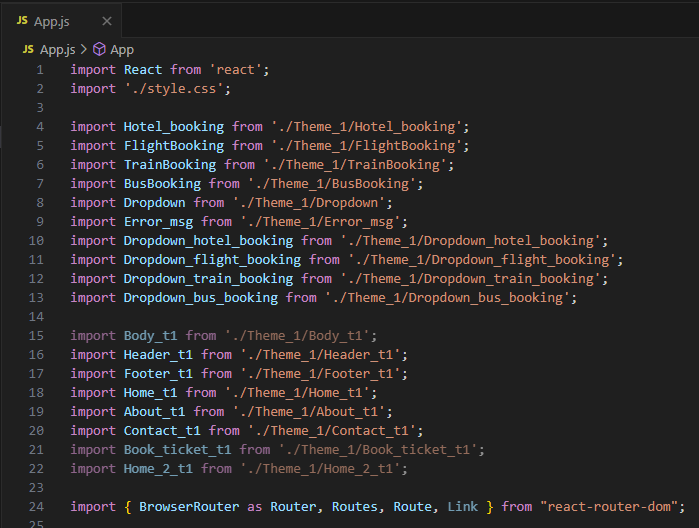 JS App.js ×
JS App.js > App
1 import React from 'react';
2 import './style.css';
3
4 import Hotel_booking from './Theme_1/Hotel_booking';
5 import FlightBooking from './Theme_1/FlightBooking';
6 import TrainBooking from './Theme_1/TrainBooking';
7 import BusBooking from './Theme_1/BusBooking';
8 import Dropdown from './Theme_1/Dropdown';
9 import Error_msg from './Theme_1/Error_msg';
10 import Dropdown_hotel_booking from './Theme_1/Dropdown_hotel_booking';
11 import Dropdown_flight_booking from './Theme_1/Dropdown_flight_booking';
12 import Dropdown_train_booking from './Theme_1/Dropdown_train_booking';
13 import Dropdown_bus_booking from './Theme_1/Dropdown_bus_booking';
14
15 import Body_t1 from './Theme_1/Body_t1';
16 import Header_t1 from './Theme_1/Header_t1';
17 import Footer_t1 from './Theme_1/Footer_t1';
18 import Home_t1 from './Theme_1/Home_t1';
19 import About_t1 from './Theme_1/About_t1';
20 import Contact_t1 from './Theme_1/Contact_t1';
21 import Book_ticket_t1 from './Theme_1/Book_ticket_t1';
22 import Home_2_t1 from './Theme_1/Home_2_t1';
23
24 import { BrowserRouter as Router, Routes, Route, Link } from "react-router-dom";
25